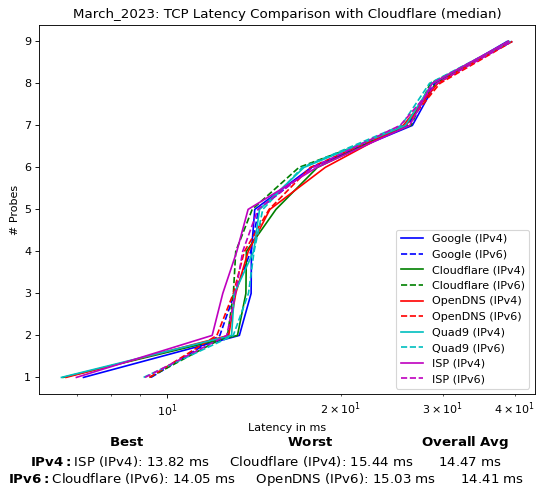 March_2023: TCP Latency Comparison with Cloudflare (median)
9
8
7
6
5
4
3
2
1
# Probes
Google (IPv4)
Google (IPv6)
Cloudflare (IPv4)
Cloudflare (IPv6)
OpenDNS (IPv4)
OpenDNS (IPv6)
Quad9 (IPv4)
Quad9 (IPv6)
ISP (IPv4)
ISP (IPv6)
10¹ 2 × 10¹ 3 × 10¹ 4 × 10¹
Latency in ms
Best Worst Overall Avg
IPv4: ISP (IPv4): 13.82 ms Cloudflare (IPv4): 15.44 ms 14.47 ms
IPv6: Cloudflare (IPv6): 14.05 ms OpenDNS (IPv6): 15.03 ms 14.41 ms